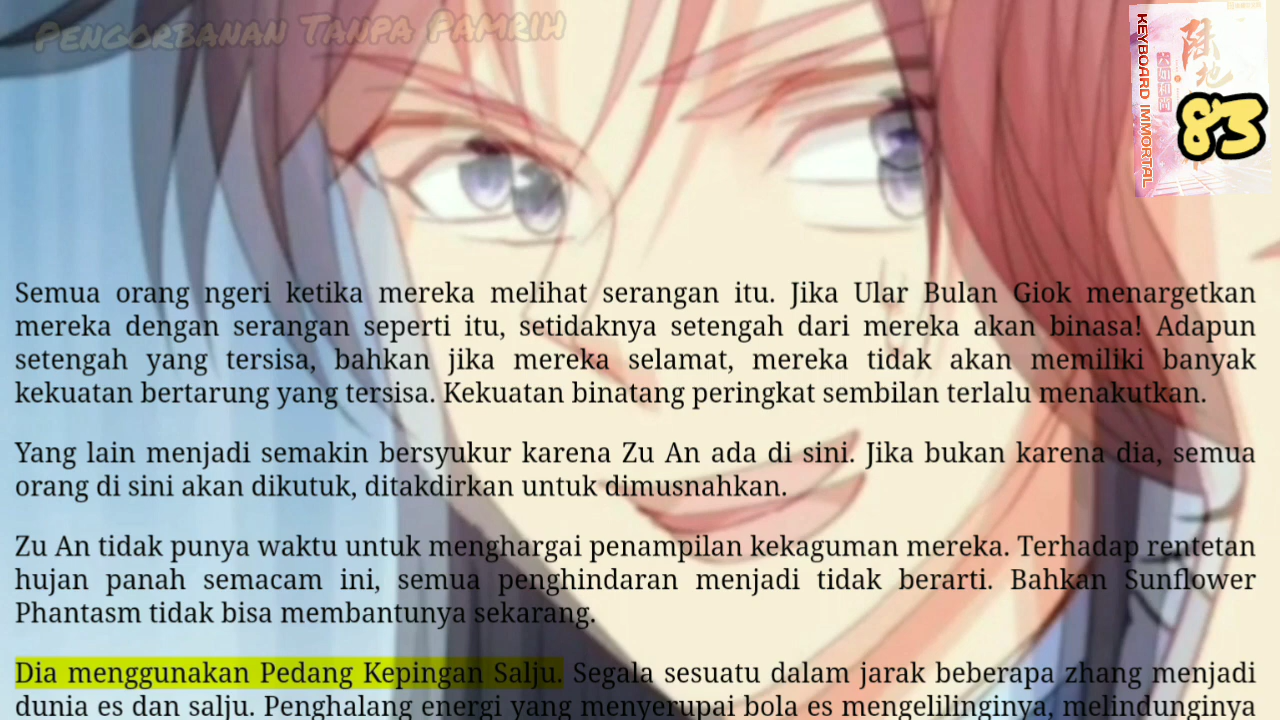 Pengorbanan Tanpa Pamrih
KEYBOARD IMMORTAL
陆地
83
Semua orang ngeri ketika mereka melihat serangan itu. Jika Ular Bulan Giok menargetkan
mereka dengan serangan seperti itu, setidaknya setengah dari mereka akan binasa! Adapun
setengah yang tersisa, bahkan jika mereka selamat, mereka tidak akan memiliki banyak
kekuatan bertarung yang tersisa. Kekuatan binatang peringkat sembilan terlalu menakutkan.
Yang lain menjadi semakin bersyukur karena Zu An ada di sini. Jika bukan karena dia, semua
orang di sini akan dikutuk, ditakdirkan untuk dimusnahkan.
Zu An tidak punya waktu untuk menghargai penampilan kekaguman mereka. Terhadap rentetan
hujan panah semacam ini, semua penghindaran menjadi tidak berarti. Bahkan Sunflower
Phantasm tidak bisa membantunya sekarang.
Dia menggunakan Pedang Kepingan Salju. Segala sesuatu dalam jarak beberapa zhang menjadi
dunia es dan salju. Penghalang energi yang menyerupai bola es mengelilinginya, melindunginya